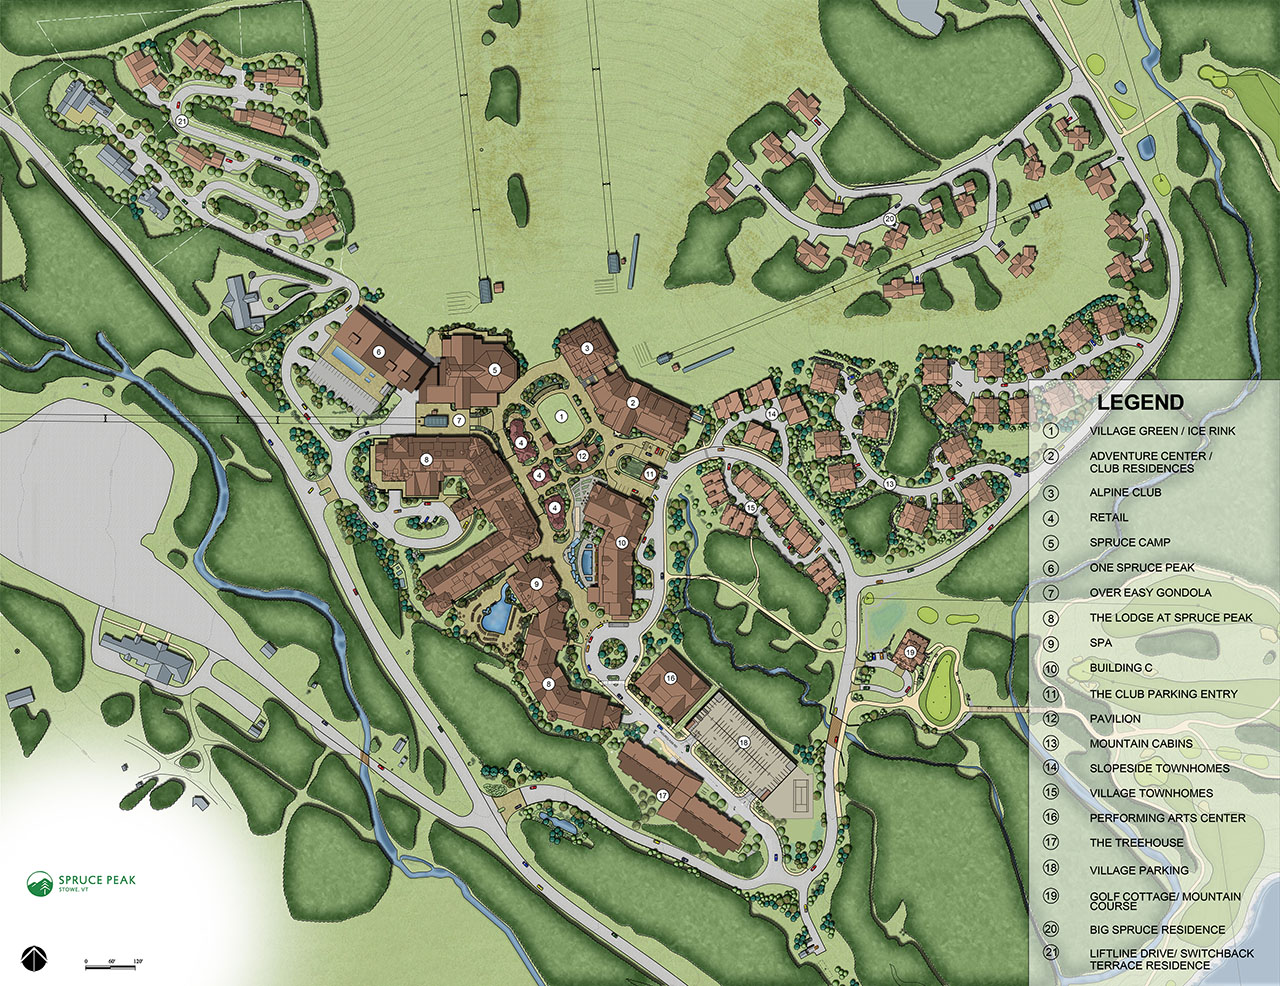 21
20
6
3
5
2
7
1
14
4
12
8
4
11
13
4
15
10
9
19
16
8
18
17
SPRUCE PEAK
STOWE, VT
0 60' 120'
LEGEND
1 VILLAGE GREEN / ICE RINK
2 ADVENTURE CENTER /
CLUB RESIDENCES
3 ALPINE CLUB
4 RETAIL
5 SPRUCE CAMP
6 ONE SPRUCE PEAK
7 OVER EASY GONDOLA
8 THE LODGE AT SPRUCE PEAK
9 SPA
10 BUILDING C
11 THE CLUB PARKING ENTRY
12 PAVILION
13 MOUNTAIN CABINS
14 SLOPESIDE TOWNHOMES
15 VILLAGE TOWNHOMES
16 PERFORMING ARTS CENTER
17 THE TREEHOUSE
18 VILLAGE PARKING
19 GOLF COTTAGE/ MOUNTAIN
COURSE
20 BIG SPRUCE RESIDENCE
21 LIFTLINE DRIVE/ SWITCHBACK
TERRACE RESIDENCE